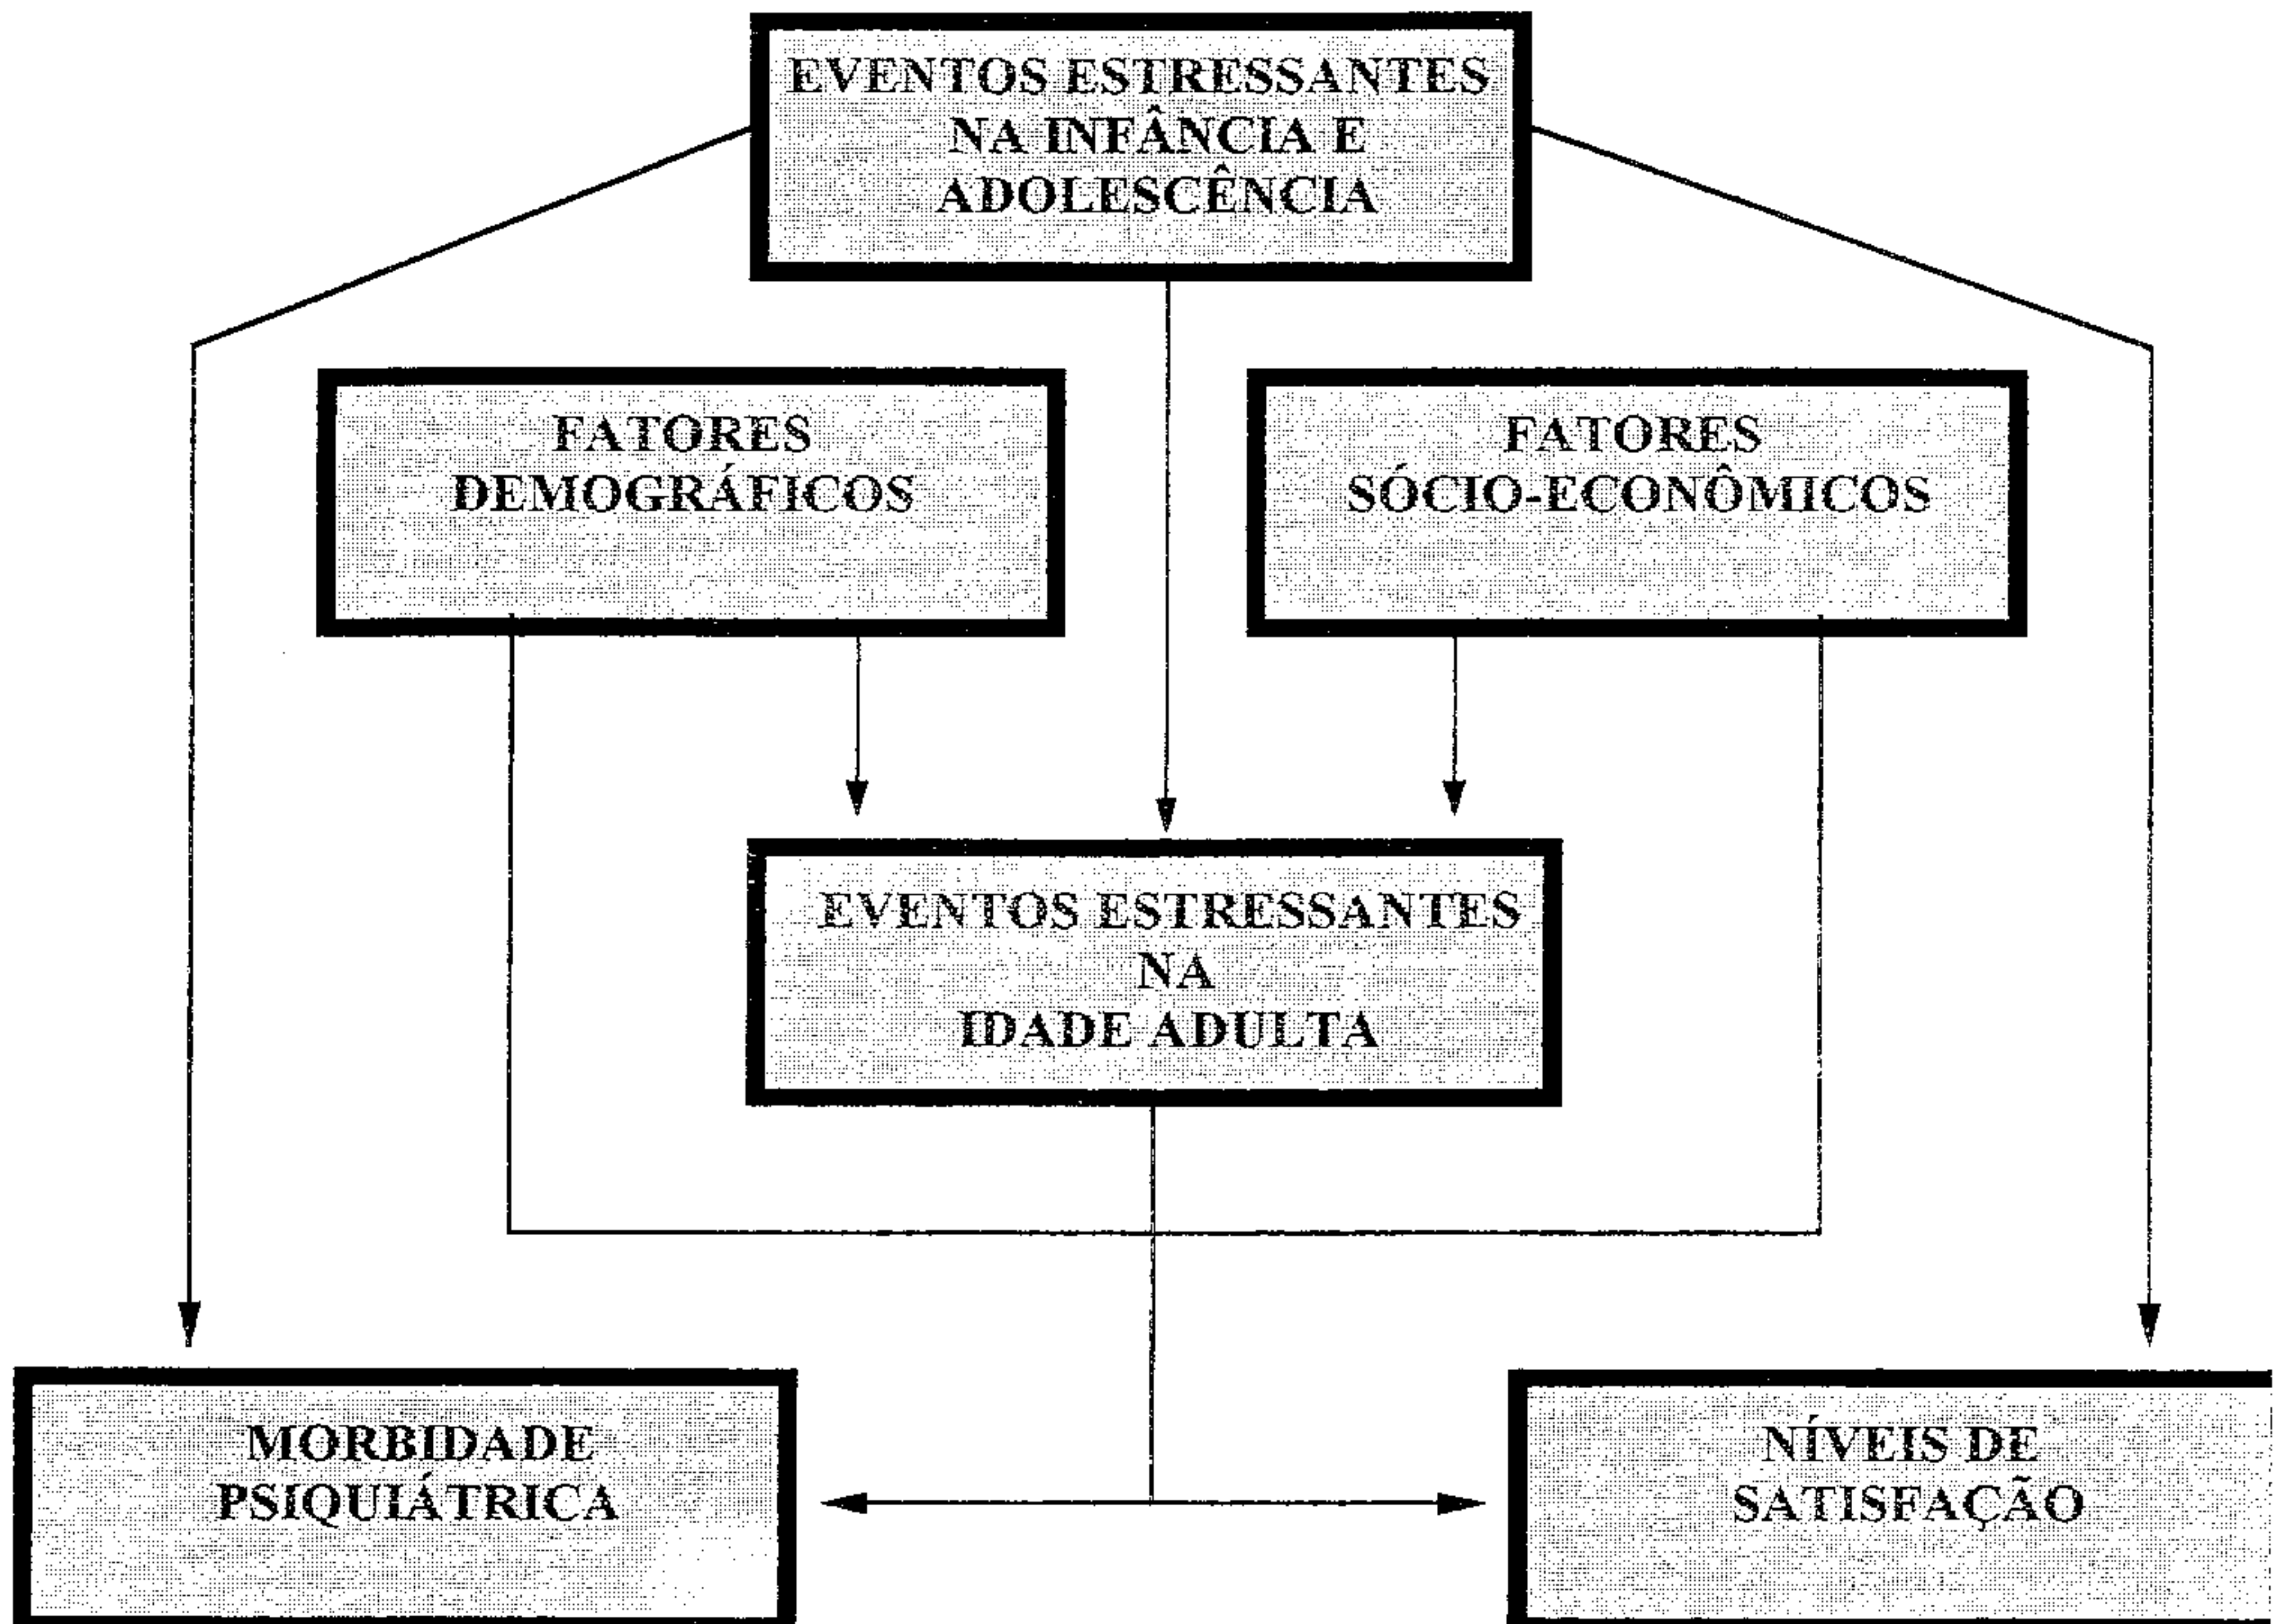 EVENTOS ESTRESSANTES
NA INFÂNCIA E
ADOLESCÊNCIA
FATORES
DEMOGRÁFICOS
FATORES
SÓCIO-ECONÔMICOS
EVENTOS ESTRESSANTES
NA
IDADE ADULTA
MORBIDADE
PSIQUIÁTRICA
NÍVEIS DE
SATISFAÇÃO